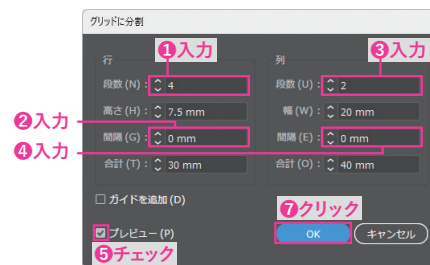 グリッドに分割
❶入力
❸入力
行
列
段数(N): 4
段数(U): 2
高さ(H): 7.5 mm
幅(W): 20 mm
❷入力
間隔(G): 0 mm
間隔(E): 0 mm
❹入力
合計(T): 30 mm
合計(O): 40 mm
ガイドを追加(D)
❼クリック
プレビュー(P)
OK
キャンセル
❺チェック